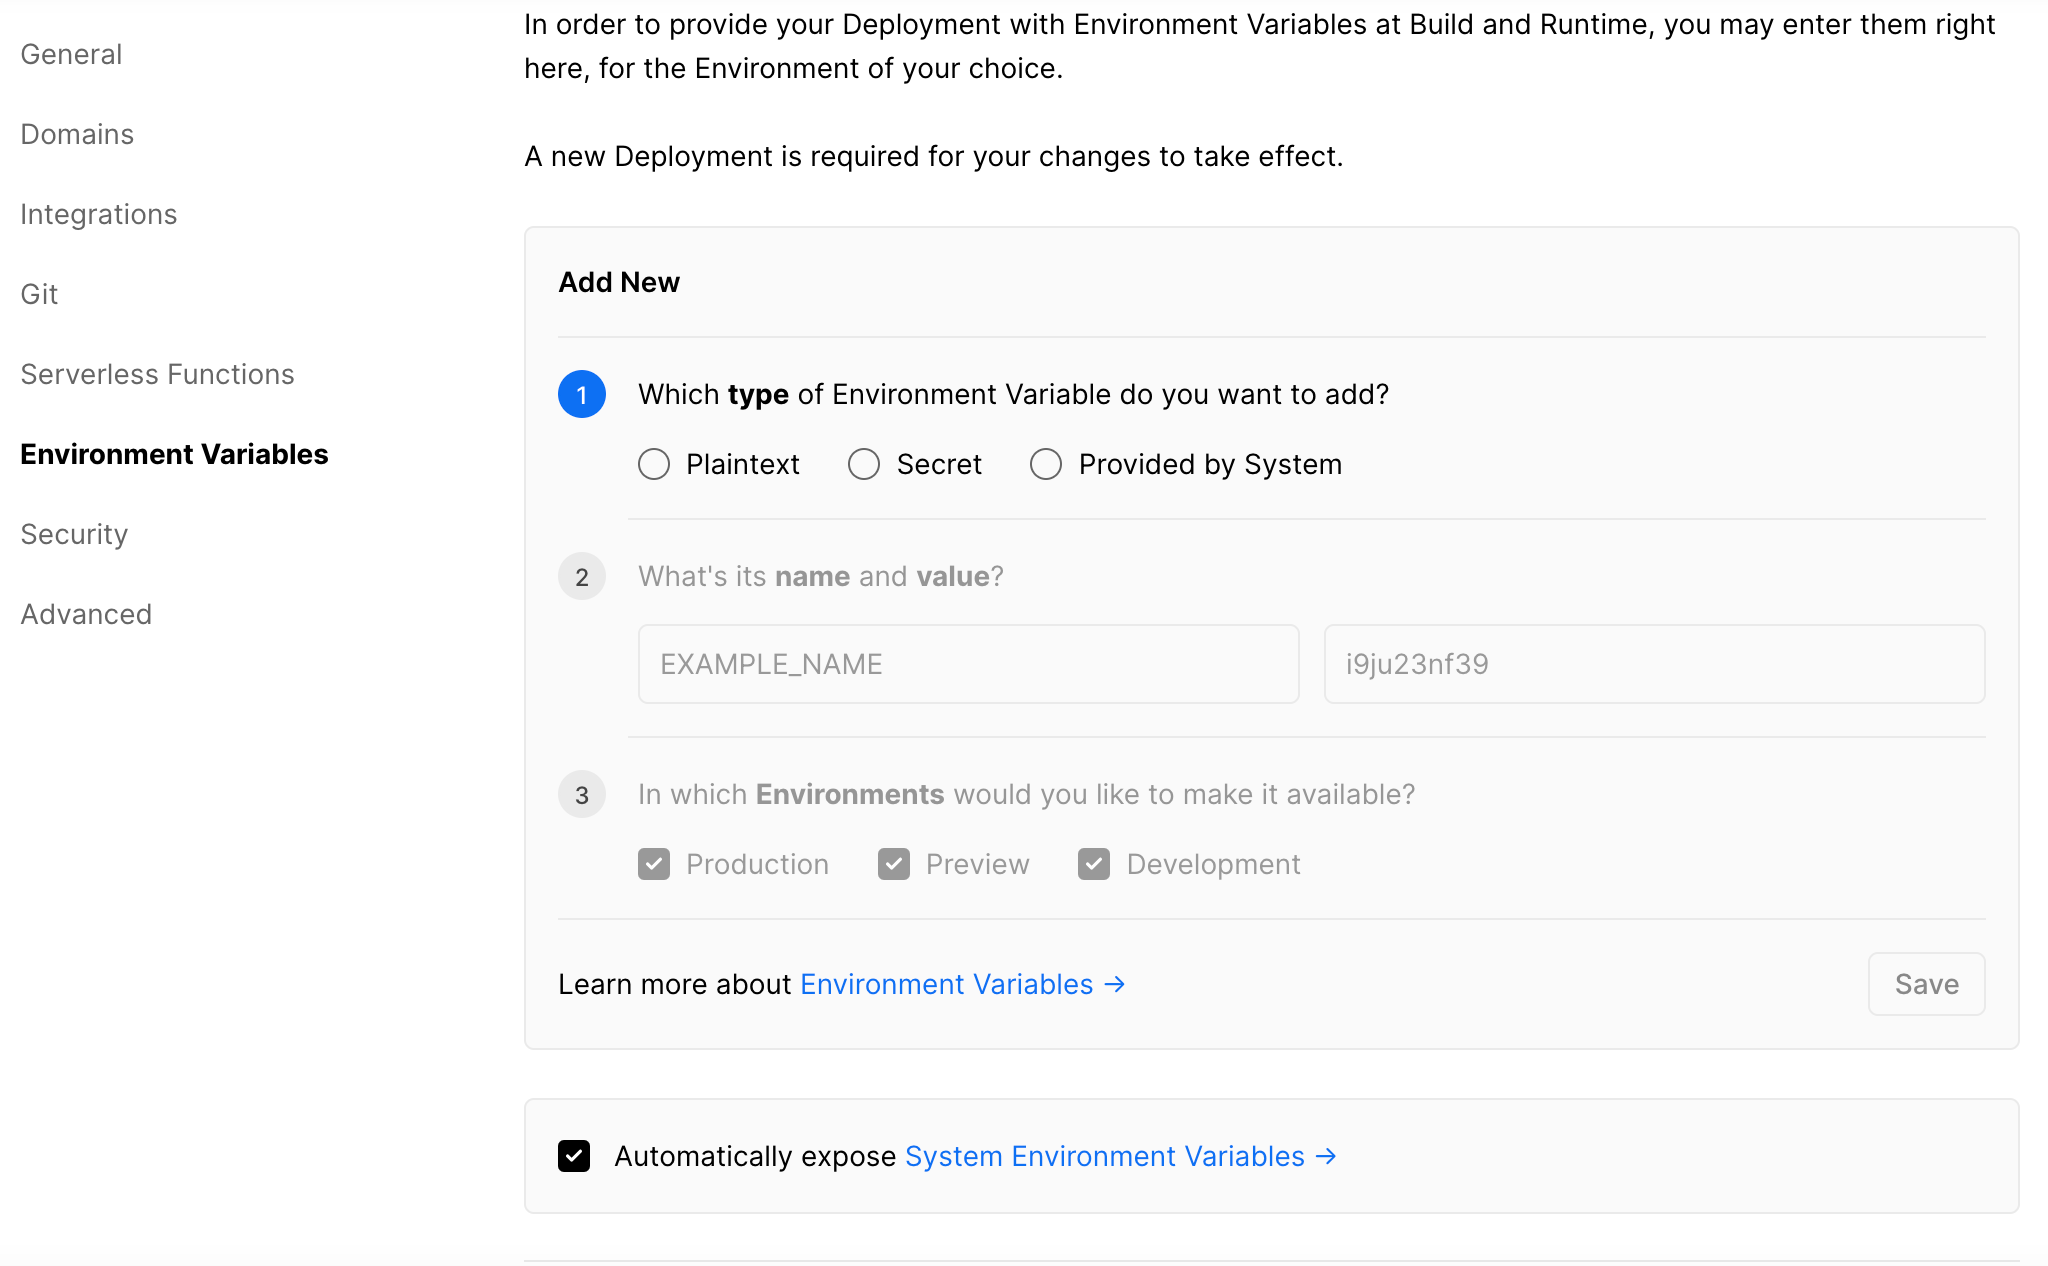 General
Domains
Integrations
Git
Serverless Functions
Environment Variables
Security
Advanced
In order to provide your Deployment with Environment Variables at Build and Runtime, you may enter them right
here, for the Environment of your choice.
A new Deployment is required for your changes to take effect.
Add New
1 Which type of Environment Variable do you want to add?
Plaintext Secret Provided by System
2 What's its name and value?
EXAMPLE_NAME i9ju23nf39
3 In which Environments would you like to make it available?
Production Preview Development
Learn more about Environment Variables → Save
Automatically expose System Environment Variables →